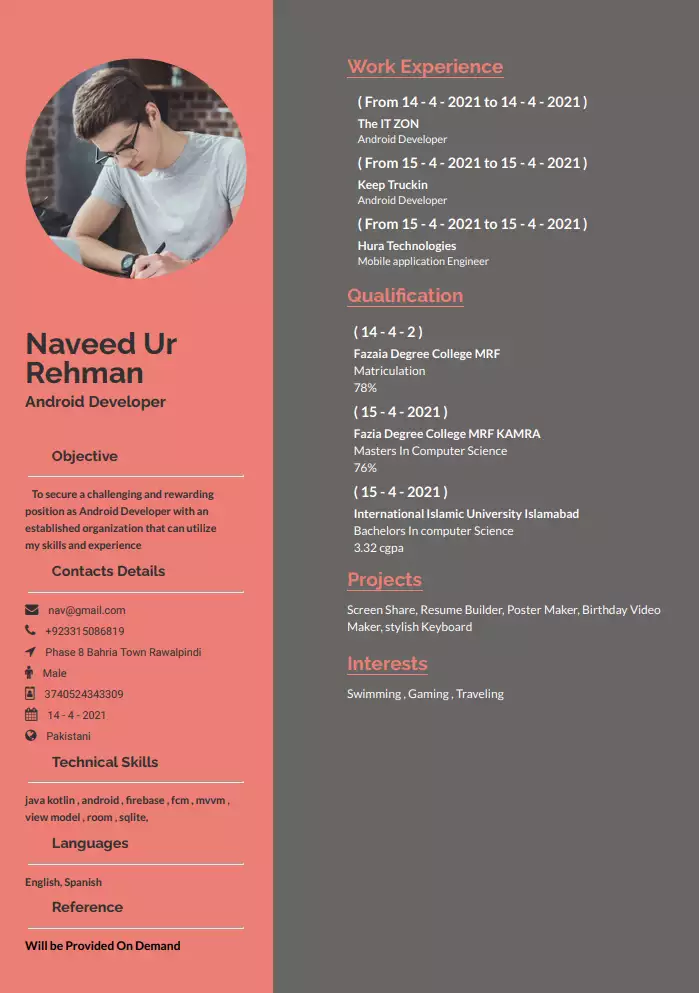 Naveed Ur
Rehman
Android Developer
Objective
To secure a challenging and rewarding
position as Android Developer with an
established organization that can utilize
my skills and experience
Contacts Details
nav@gmail.com
+923315086819
Phase 8 Bahria Town Rawalpindi
Male
3740524343309
14 - 4 - 2021
Pakistani
Technical Skills
java kotlin , android , firebase , fcm , mvvm ,
view model , room , sqlite,
Languages
English, Spanish
Reference
Will be Provided On Demand
Work Experience
( From 14 - 4 - 2021 to 14 - 4 - 2021 )
The IT ZON
Android Developer
( From 15 - 4 - 2021 to 15 - 4 - 2021 )
Keep Truckin
Android Developer
( From 15 - 4 - 2021 to 15 - 4 - 2021 )
Hura Technologies
Mobile application Engineer
Qualification
( 14 - 4 - 2 )
Fazaia Degree College MRF
Matriculation
78%
( 15 - 4 - 2021 )
Fazia Degree College MRF KAMRA
Masters In Computer Science
76%
( 15 - 4 - 2021 )
International Islamic University Islamabad
Bachelors In computer Science
3.32 cgpa
Projects
Screen Share, Resume Builder, Poster Maker, Birthday Video
Maker, stylish Keyboard
Interests
Swimming , Gaming , Traveling